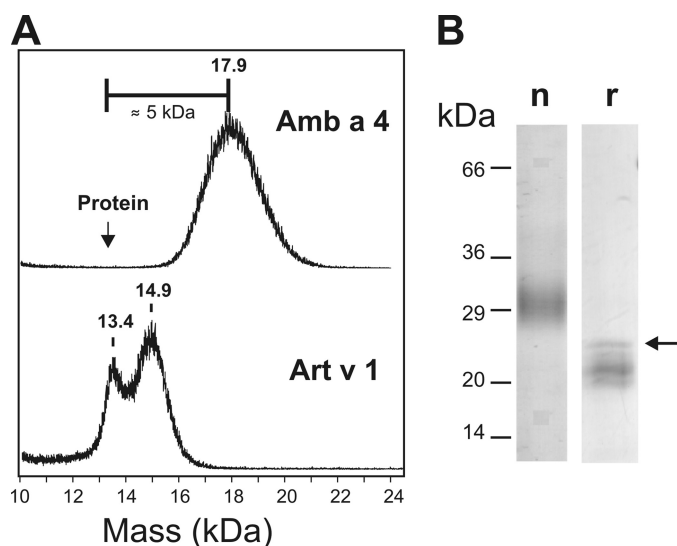 A
17.9
≈ 5 kDa
Amb a 4
Protein
14.9
13.4
Art v 1
10 12 14 16 18 20 22 24
Mass (kDa)
B
n r
kDa
66
36
29
20
14